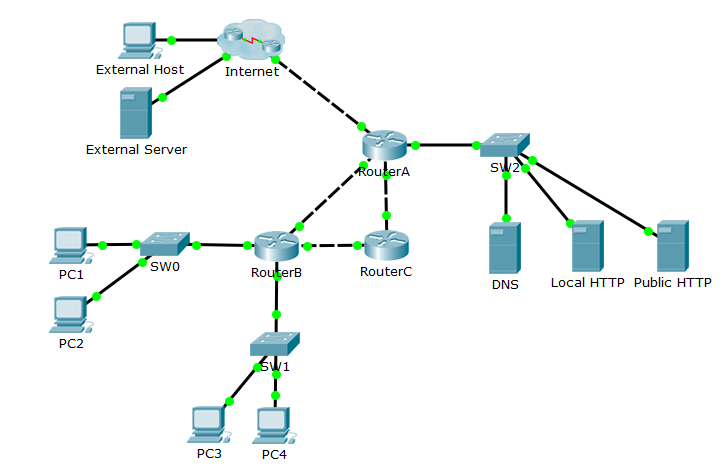 External Host
Internet
External Server
RouterA
SW2
PC1
SW0
RouterB
RouterC
DNS
Local HTTP
Public HTTP
PC2
SW1
PC3
PC4